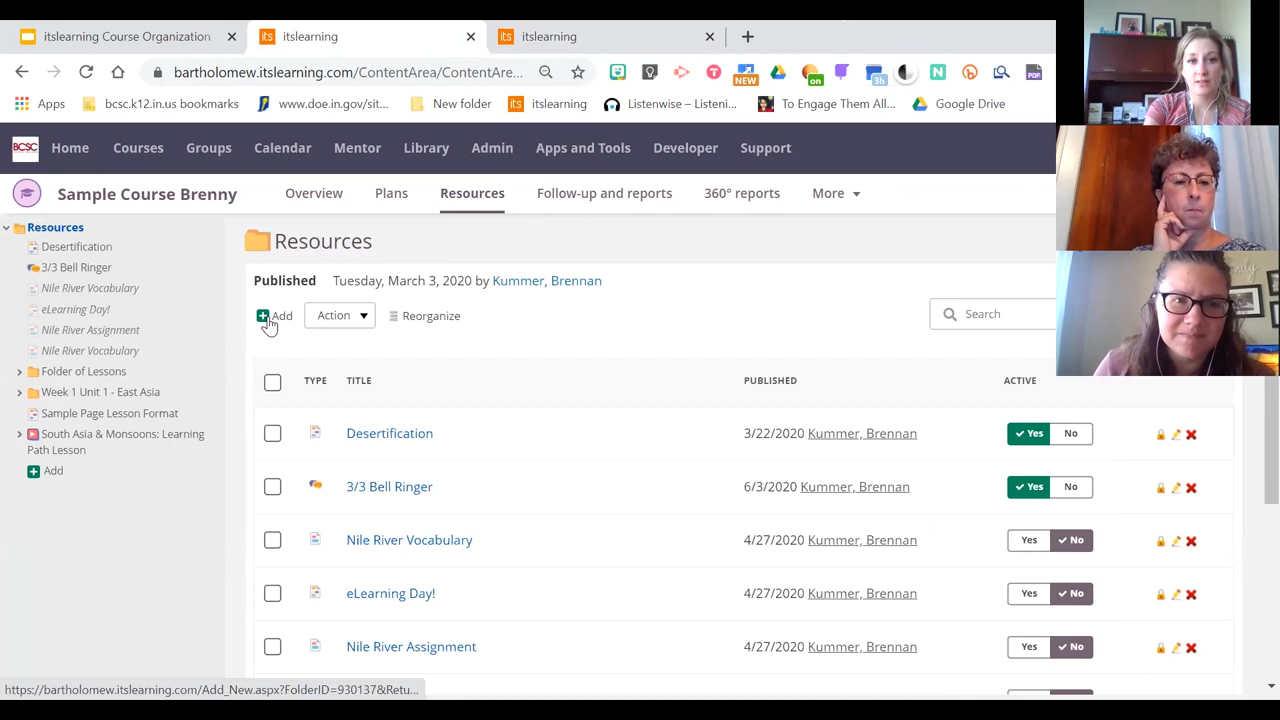 itslearning Course Organization
itslearning
itslearning
bartholomew.itslearning.com/ContentArea/ContentAre...
NEW
on
3h
N
PDF
Apps
bcsc.k12.in.us bookmarks
www.doe.in.gov/sit...
New folder
its itslearning
Listenwise – Listeni...
To Engage Them All...
Google Drive
BCSC
Home
Courses
Groups
Calendar
Mentor
Library
Admin
Apps and Tools
Developer
Support
Sample Course Brenny
Overview
Plans
Resources
Follow-up and reports
360° reports
More
Resources
Desertification
3/3 Bell Ringer
Nile River Vocabulary
eLearning Day!
Nile River Assignment
Nile River Vocabulary
Folder of Lessons
Week 1 Unit 1 - East Asia
Sample Page Lesson Format
South Asia & Monsoons: Learning
Path Lesson
Add
Resources
Published Tuesday, March 3, 2020 by Kummer, Brennan
Add
Action
Reorganize
Search
TYPE TITLE PUBLISHED ACTIVE
Desertification 3/22/2020 Kummer, Brennan Yes No
3/3 Bell Ringer 6/3/2020 Kummer, Brennan Yes No
Nile River Vocabulary 4/27/2020 Kummer, Brennan Yes No
eLearning Day! 4/27/2020 Kummer, Brennan Yes No
Nile River Assignment 4/27/2020 Kummer, Brennan Yes No
https://bartholomew.itslearning.com/Add_New.aspx?FolderID=930137&Retu...